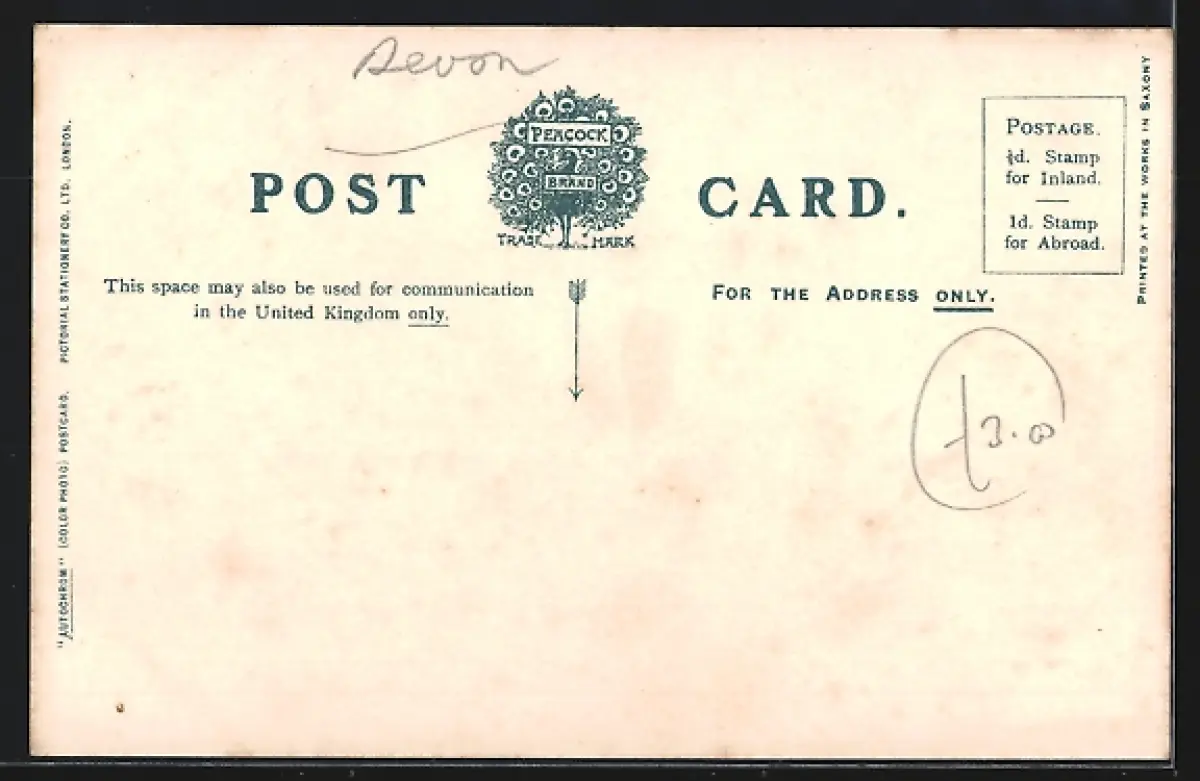 Devon
PEACOCK
BRAND
TRADE MARK
POST CARD.
POSTAGE.
½d. Stamp
for Inland.
1d. Stamp
for Abroad.
This space may also be used for communication
in the United Kingdom only.
FOR THE ADDRESS ONLY.
£3.00
"AUTOCHROM" (COLOR PHOTO) POSTCARD. PICTORIAL STATIONERY CO. LTD. LONDON.
PRINTED AT THE WORKS IN SAXONY